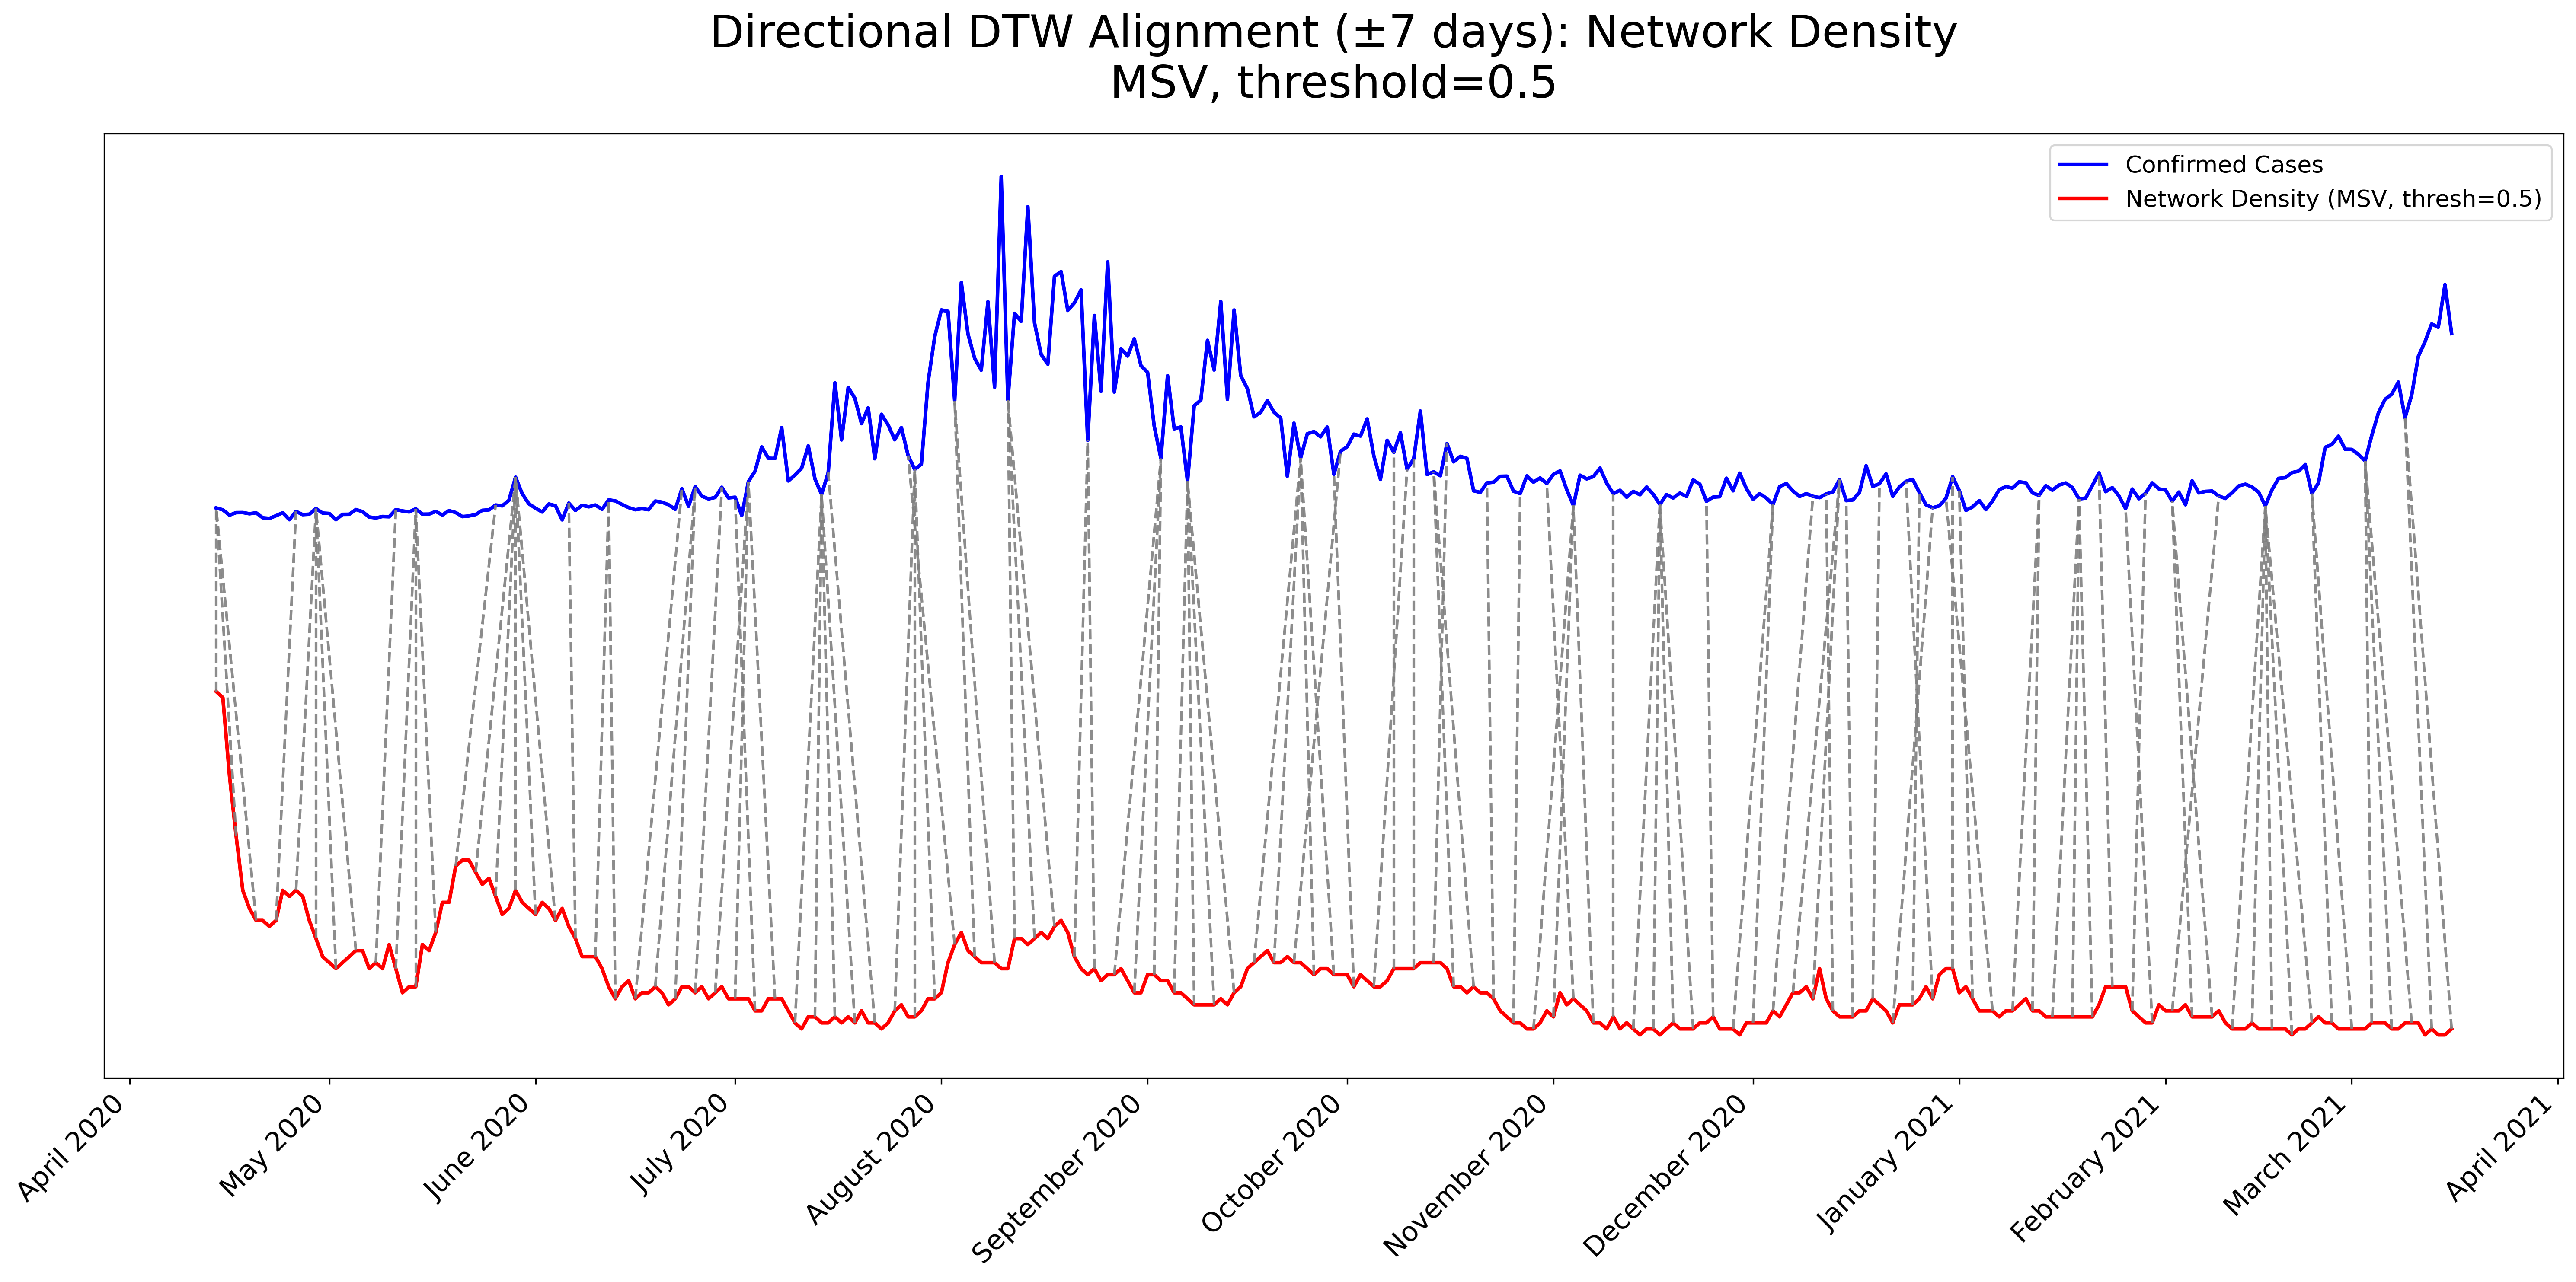 Directional DTW Alignment (±7 days): Network Density
MSV, threshold=0.5
Confirmed Cases
Network Density (MSV, thresh=0.5)
April 2020
May 2020
June 2020
July 2020
August 2020
September 2020
October 2020
November 2020
December 2020
January 2021
February 2021
March 2021
April 2021